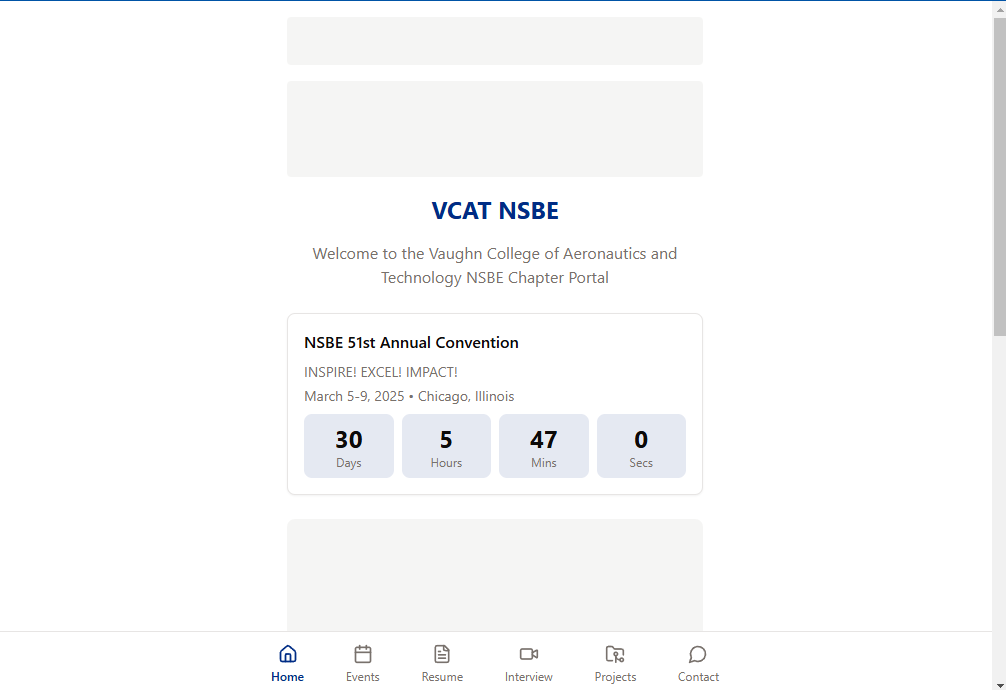 VCAT NSBE
Welcome to the Vaughn College of Aeronautics and
Technology NSBE Chapter Portal
NSBE 51st Annual Convention
INSPIRE! EXCEL! IMPACT!
March 5-9, 2025 • Chicago, Illinois
30 5 47 0
Days Hours Mins Secs
Home Events Resume Interview Projects Contact